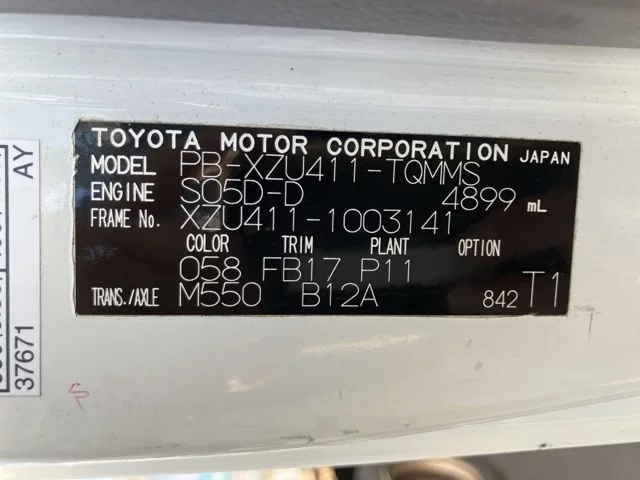 TOYOTA MOTOR CORPORATION JAPAN
MODEL PB-XZU411-TQMMS
ENGINE S05D-D 4899 mL
FRAME No. XZU411-1003141
COLOR TRIM PLANT OPTION
058 FB17 P11
TRANS./AXLE M550 B12A 842 T1
AY
37671